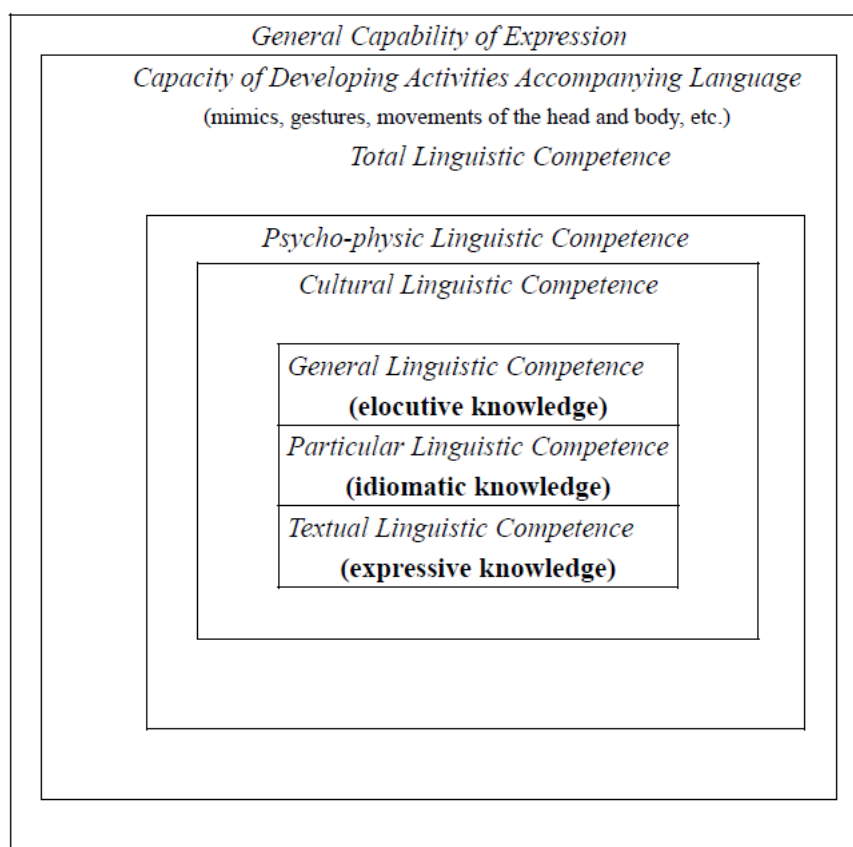 General Capability of Expression
Capacity of Developing Activities Accompanying Language
(mimics, gestures, movements of the head and body, etc.)
Total Linguistic Competence
Psycho-physic Linguistic Competence
Cultural Linguistic Competence
General Linguistic Competence
(elocutive knowledge)
Particular Linguistic Competence
(idiomatic knowledge)
Textual Linguistic Competence
(expressive knowledge)